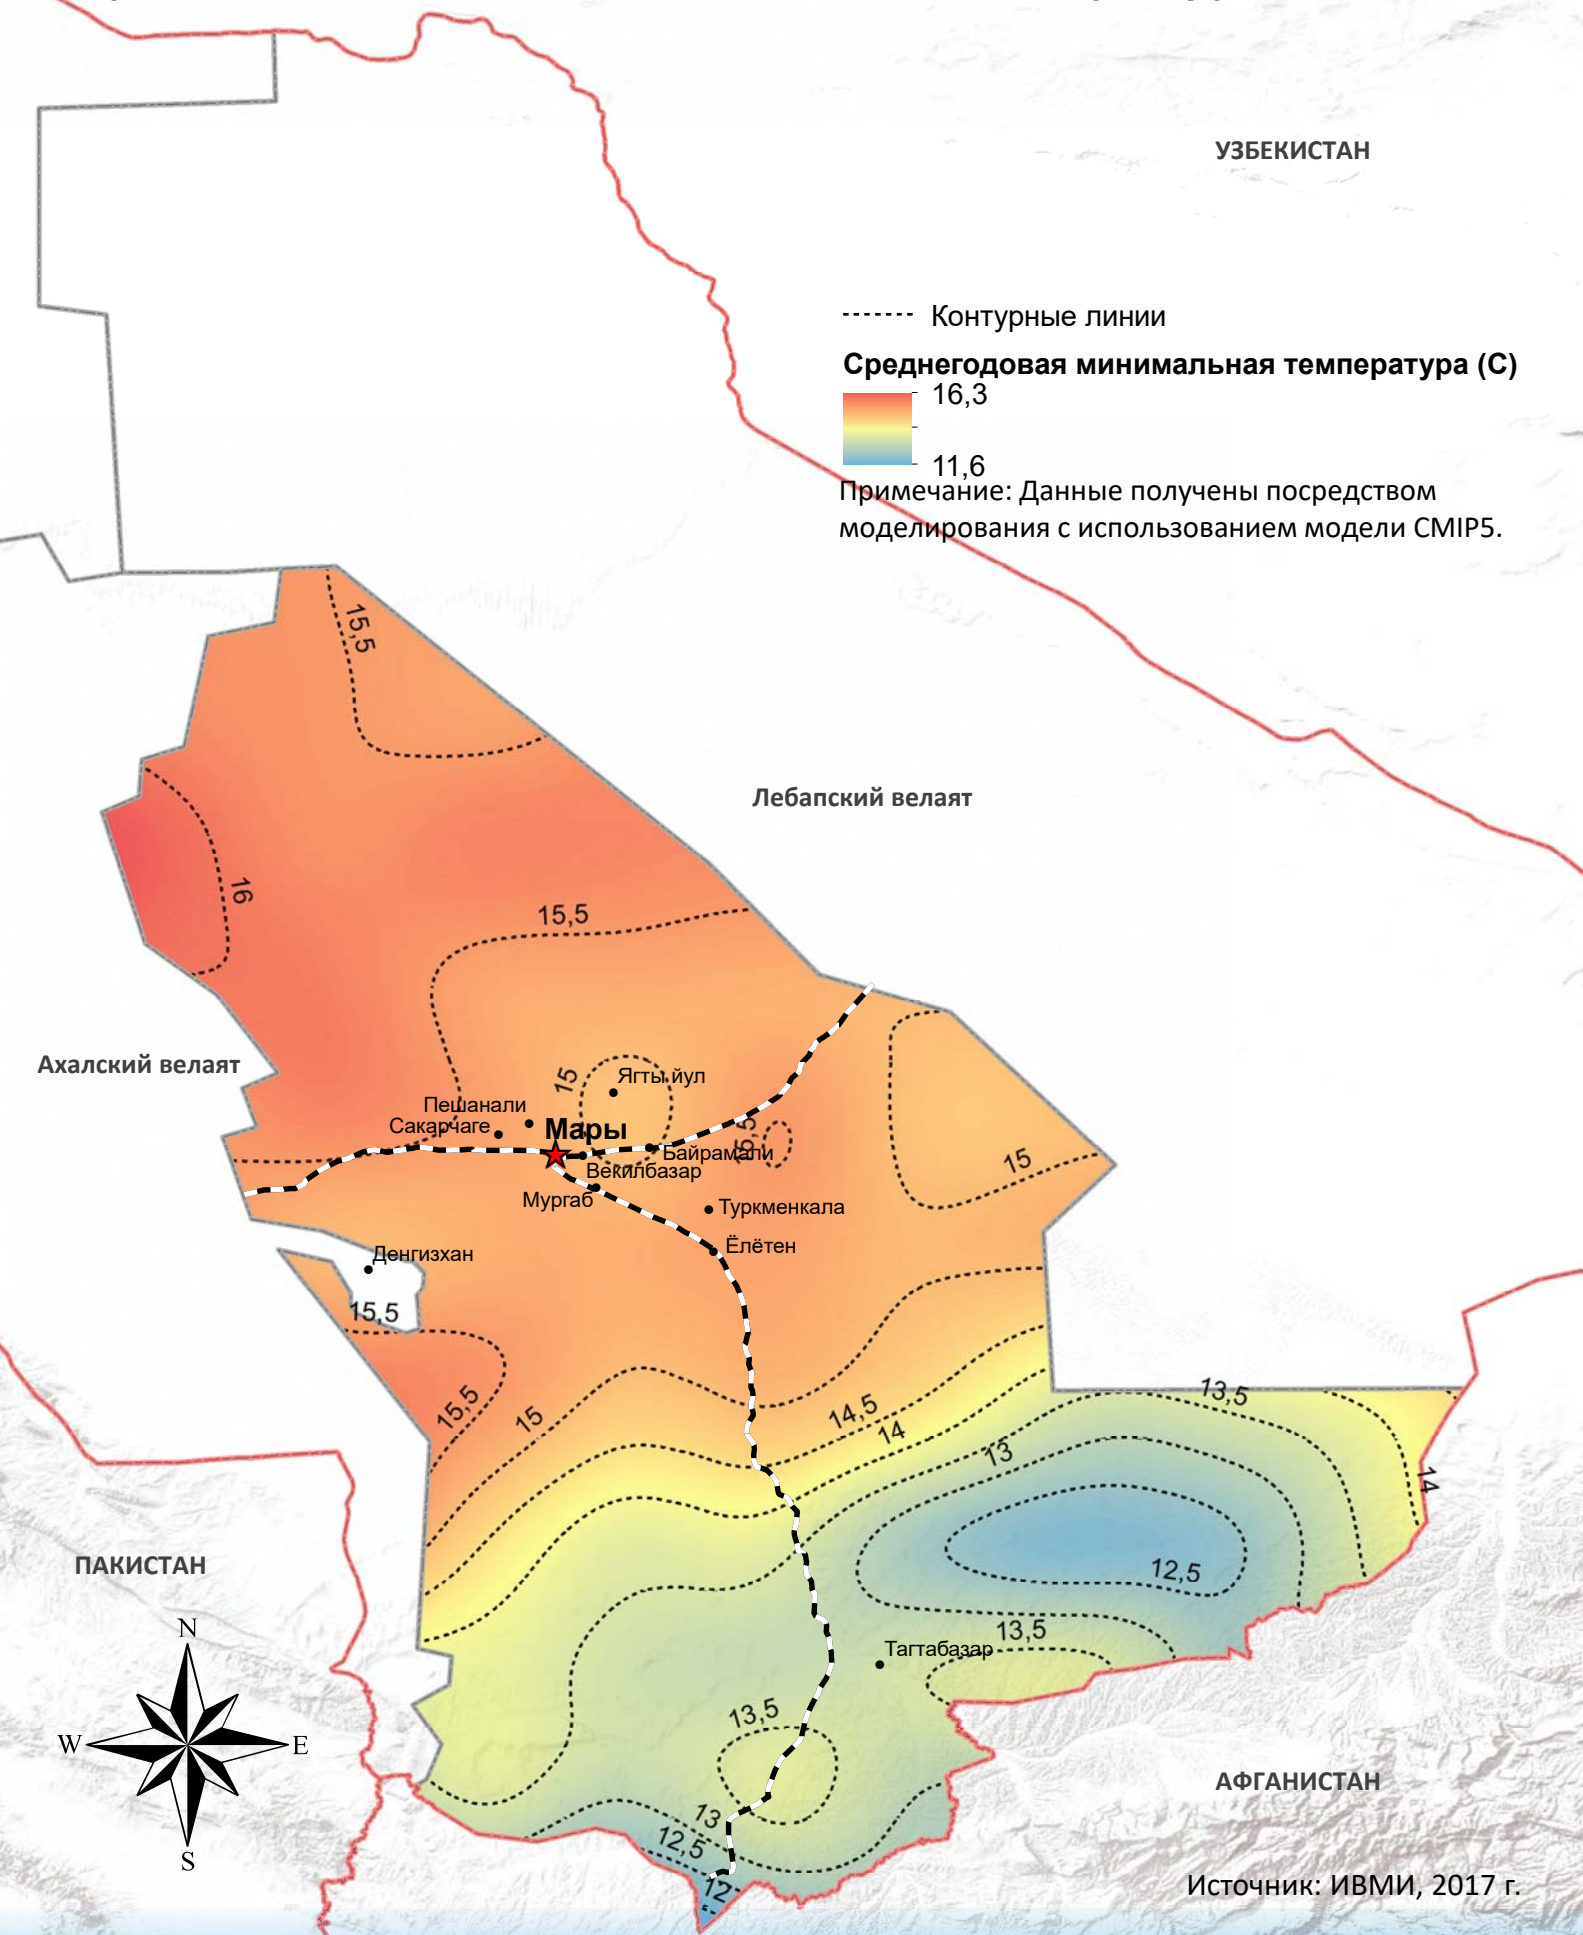 УЗБЕКИСТАН
Контурные линии
Среднегодовая минимальная температура (C)
16,3
11,6
Примечание: Данные получены посредством
моделирования с использованием модели CMIP5.
15,5
Лебапский велаят
16
15,5
Ахалский велаят
15
Ягты йул
Пешанали
Сакарчаге
Мары
15,5
Байрамали
Векилбазар
15
Мургаб
Туркменкала
Ёлётен
Денгизхан
15,5
15,5
15
14,5
14
13,5
13
14
12,5
ПАКИСТАН
N
W
E
S
13,5
Тагтабазар
13,5
АФГАНИСТАН
13
12,5
12
Источник: ИВМИ, 2017 г.